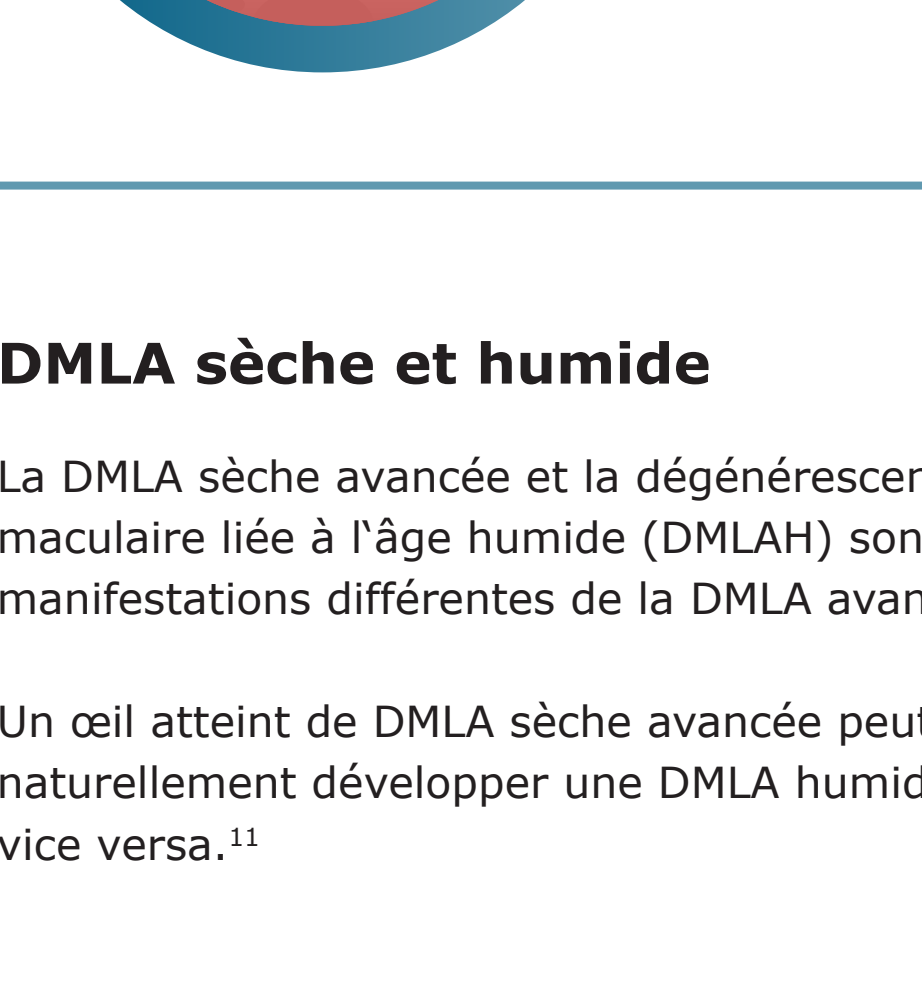 DMLA sèche et humide
La DMLA sèche avancée et la
maculaire liée à l‘âge humide (DMLAH)
manifestations différentes de la DMLA
Un œil atteint de DMLA sèche avancée peut
naturellement développer une DMLA
vice versa.¹¹